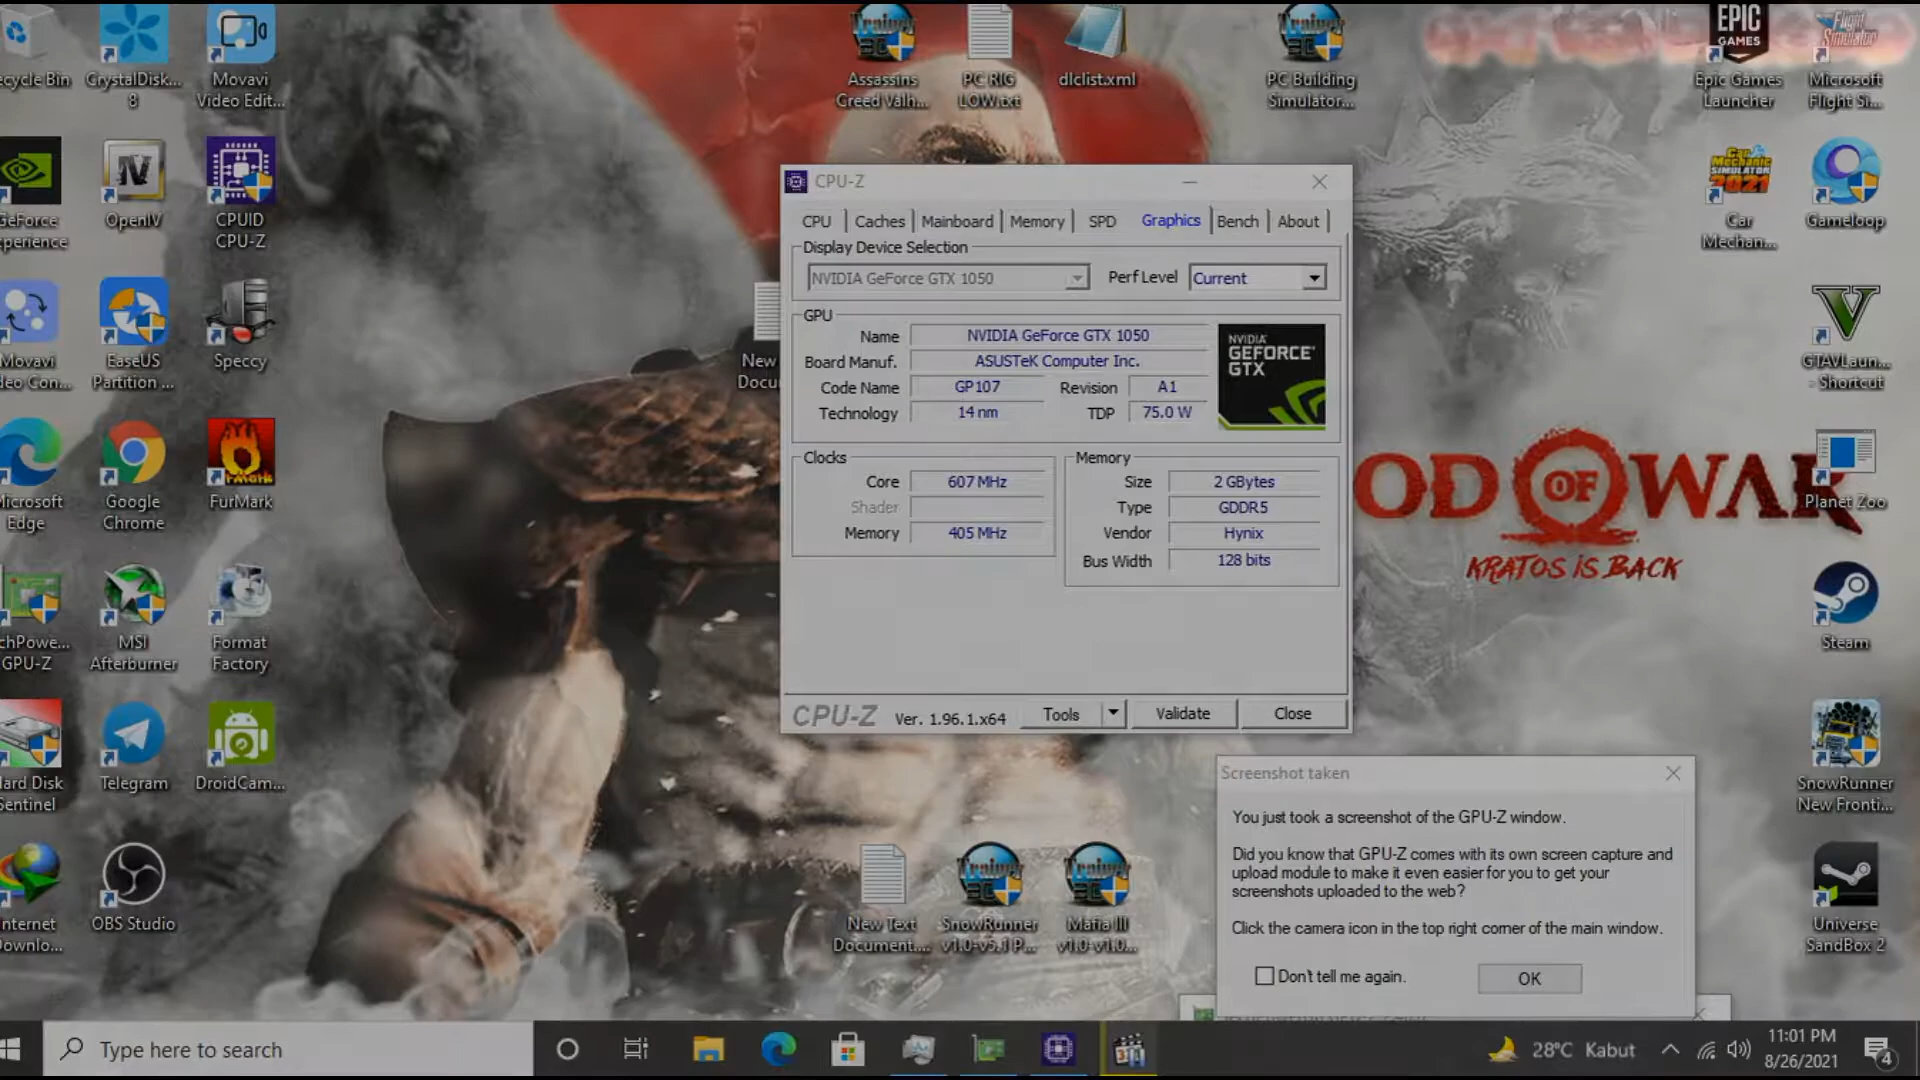 ecycle Bin
CrystalDisk...
8
Movavi
Video Edit...
Assassins
Creed Valh...
PC RIG
LOW.txt
dlclist.xml
PC Building
Simulator...
EPIC
GAMES
Epic Games
Launcher
Flight
Simulator
Microsoft
Flight Si...
GeForce
xperience
OpenIV
CPUID
CPU-Z
Car
Mechan...
Gameloop
Movavi
deo Con...
EaseUS
Partition ...
Speccy
New
Docu
GTAVLaun...
- Shortcut
Microsoft
Edge
Google
Chrome
FurMark
Planet Zoo
chPowe...
GPU-Z
MSI
Afterburner
Format
Factory
Steam
Hard Disk
Sentinel
Telegram
DroidCam...
SnowRunner
New Fronti...
nternet
Downlo...
OBS Studio
New Text
Document...
SnowRunner
v1.0-v5.1 P...
Mafia III
v1.0-v1.0...
Universe
SandBox 2
OD OF WAR
KRATOS iS BACK
CPU-Z
CPU
Caches
Mainboard
Memory
SPD
Graphics
Bench
About
Display Device Selection
NVIDIA GeForce GTX 1050
Perf Level
Current
GPU
Name
NVIDIA GeForce GTX 1050
Board Manuf.
ASUSTeK Computer Inc.
Code Name
GP107
Revision
A1
Technology
14 nm
TDP
75.0 W
NVIDIA
GEFORCE
GTX
Clocks
Core
607 MHz
Shader
Memory
405 MHz
Memory
Size
2 GBytes
Type
GDDR5
Vendor
Hynix
Bus Width
128 bits
CPU-Z
Ver. 1.96.1.x64
Tools
Validate
Close
Screenshot taken
You just took a screenshot of the GPU-Z window.
Did you know that GPU-Z comes with its own screen capture and
upload module to make it even easier for you to get your
screenshots uploaded to the web?
Click the camera icon in the top right corner of the main window.
Don't tell me again.
OK
Type here to search
28°C Kabut
11:01 PM
8/26/2021
4